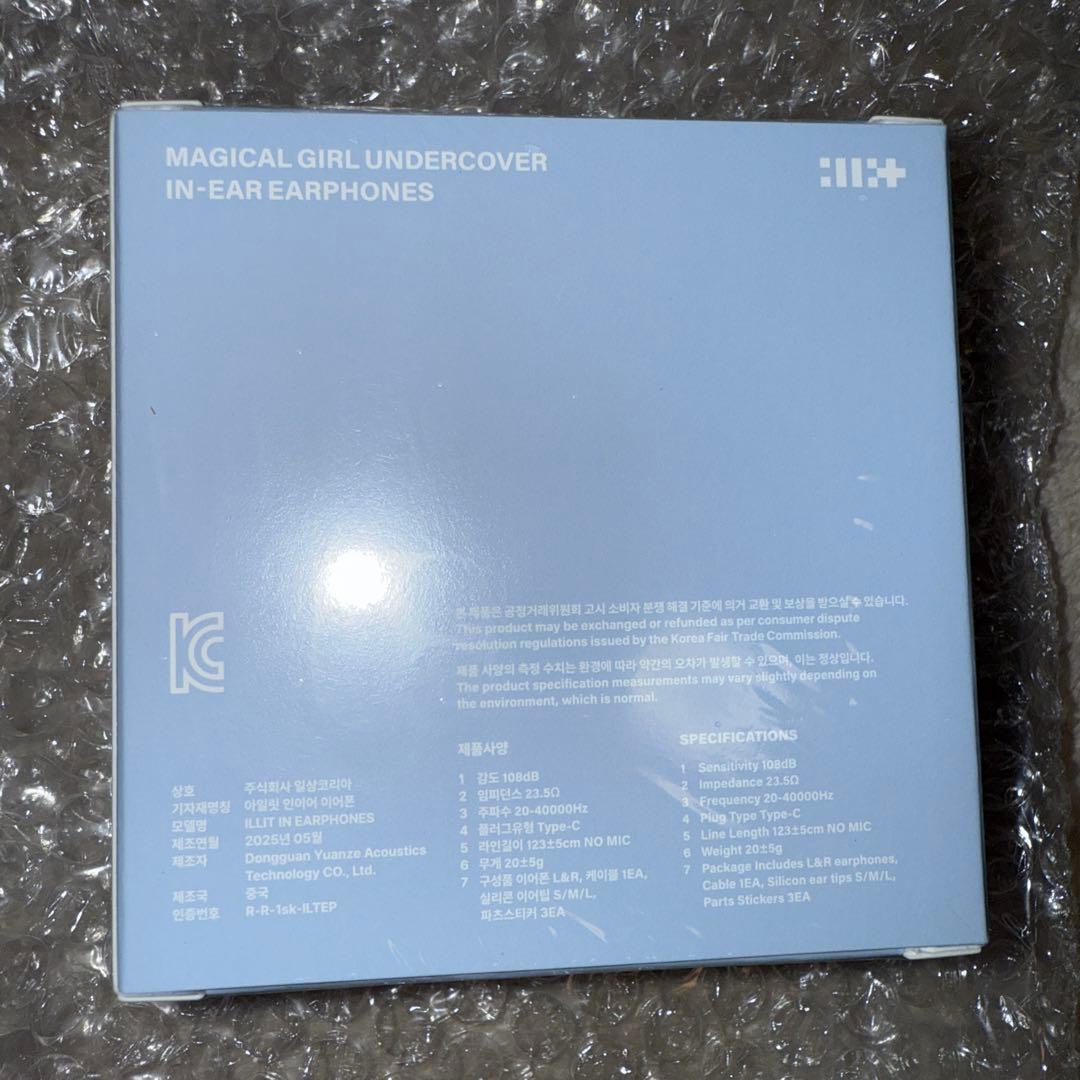 MAGICAL GIRL UNDERCOVER
IN-EAR EARPHONES
본 제품은 공정거래위원회 고시 소비자 분쟁 해결 기준에 의거 교환 및 보상을 받으실 수 있습니다.
This product may be exchanged or refunded as per consumer dispute
resolution regulations issued by the Korea Fair Trade Commission.
제품 사양의 측정 수치는 환경에 따라 약간의 오차가 발생할 수 있으며, 이는 정상입니다.
The product specification measurements may vary slightly depending on
the environment, which is normal.
상호 주식회사 일상코리아
기자재명칭 아일릿 인이어 이어폰
모델명 ILLIT IN EARPHONES
제조연월 2025년 05월
제조자 Dongguan Yuanze Acoustics
Technology CO., Ltd.
제조국 중국
인증번호 R-R-1sk-ILTEP
제품사양
1 감도 108dB
2 임피던스 23.5Ω
3 주파수 20-40000Hz
4 플러그유형 Type-C
5 라인길이 123±5cm NO MIC
6 무게 20±5g
7 구성품 이어폰 L&R, 케이블 1EA,
실리콘 이어팁 S/M/L,
파츠스티커 3EA
SPECIFICATIONS
1 Sensitivity 108dB
2 Impedance 23.5Ω
3 Frequency 20-40000Hz
4 Plug Type Type-C
5 Line Length 123±5cm NO MIC
6 Weight 20±5g
7 Package Includes L&R earphones,
Cable 1EA, Silicon ear tips S/M/L,
Parts Stickers 3EA